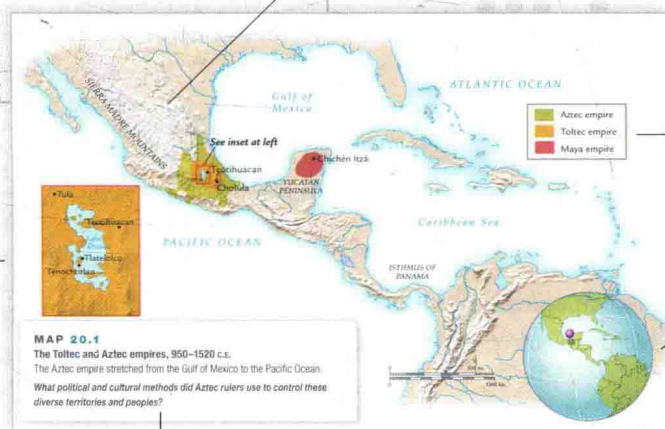 ATLANTIC OCEAN
Gulf of
Mexico
SIERRA MADRE MOUNTAINS
See inset at left
Teotihuacan
Cholula
Chichén Itzá
YUCATAN
PENINSULA
Aztec empire
Toltec empire
Maya empire
Caribbean Sea
PACIFIC OCEAN
ISTHMUS OF
PANAMA
Tula
Teotihuacan
Tlatelolco
Tenochtitlan
MAP 20.1
The Toltec and Aztec empires, 950–1520 C.E.
The Aztec empire stretched from the Gulf of Mexico to the Pacific Ocean.
What political and cultural methods did Aztec rulers use to control these
diverse territories and peoples?